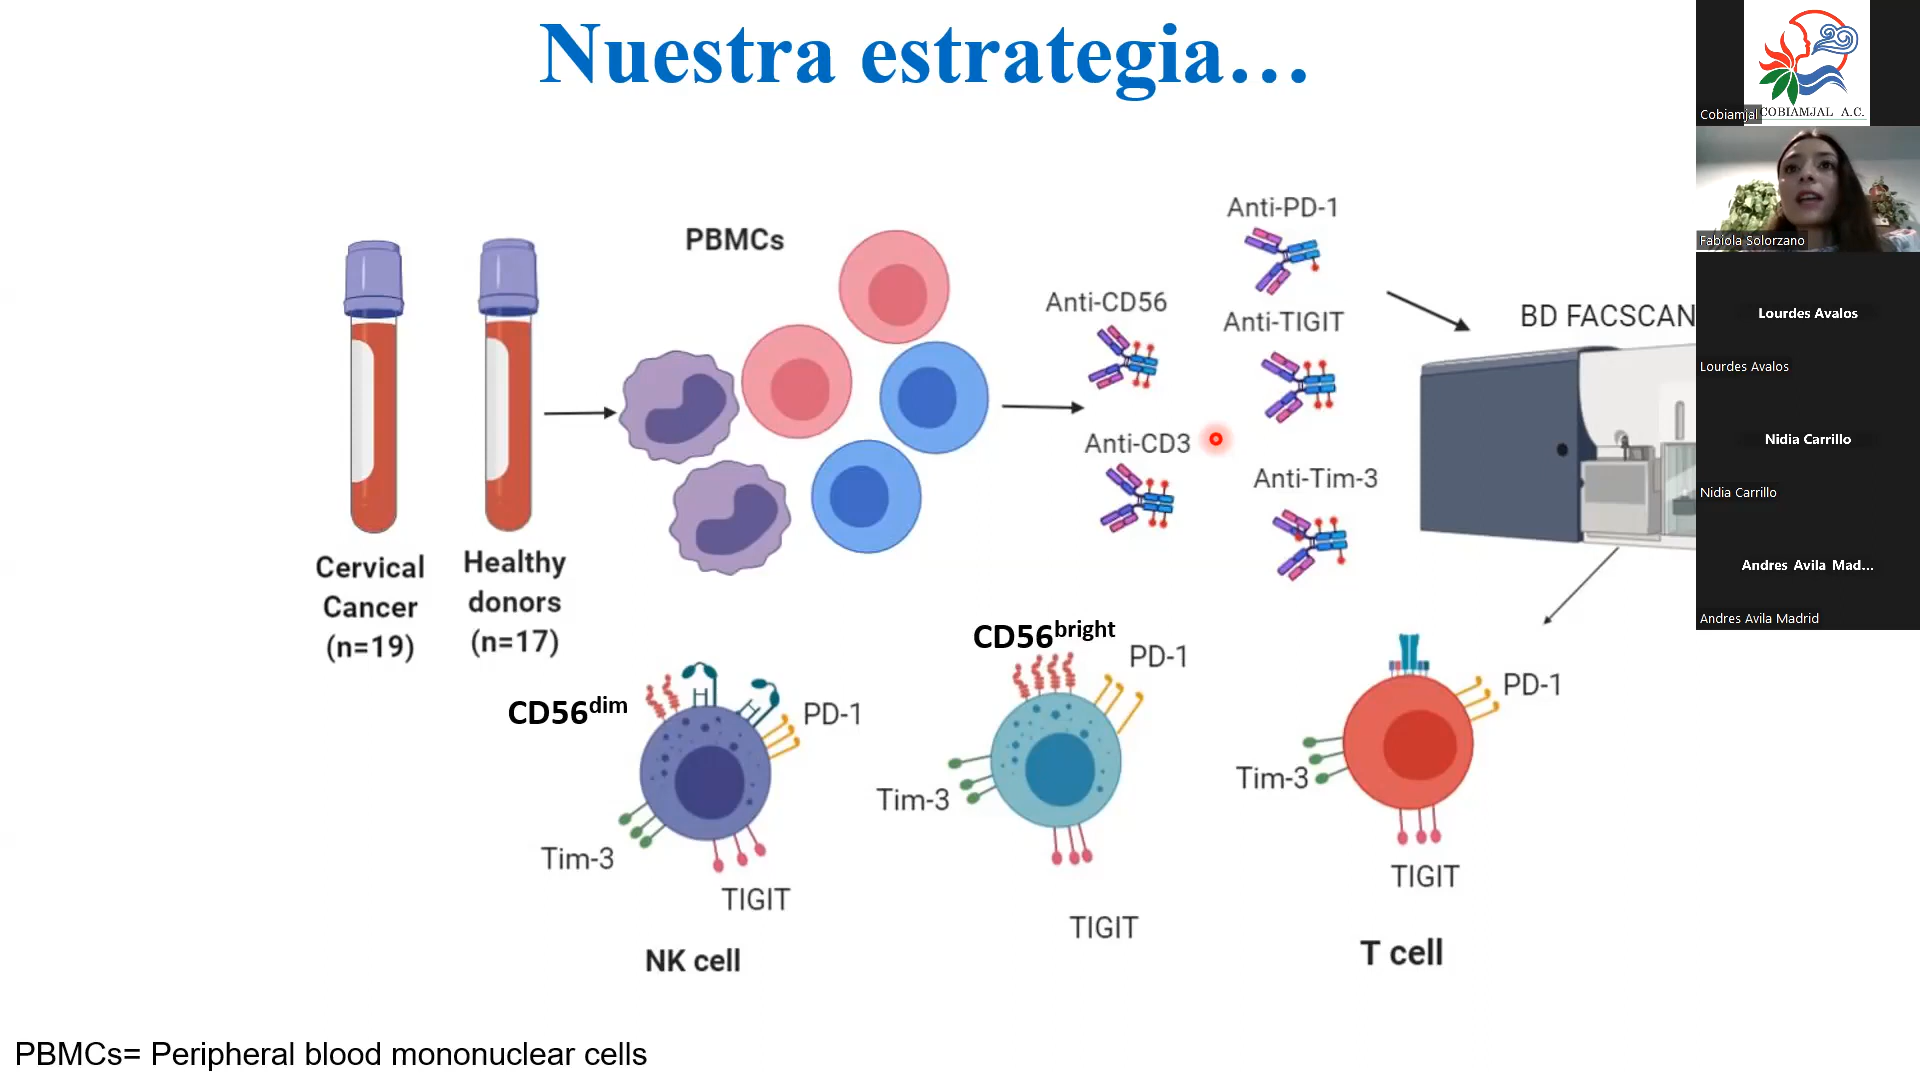 Nuestra estrategia…
PBMCs
Anti-PD-1
Anti-CD56
Anti-TIGIT
Anti-CD3
Anti-Tim-3
BD FACSCAN
Cervical
Cancer
(n=19)
Healthy
donors
(n=17)
CD56dim
H
H
PD-1
Tim-3
TIGIT
NK cell
CD56bright
PD-1
Tim-3
TIGIT
PD-1
Tim-3
TIGIT
T cell
PBMCs= Peripheral blood mononuclear cells
COBIAMJAL A.C.
Cobiamjal
Fabiola Solorzano
Lourdes Avalos
Lourdes Avalos
Nidia Carrillo
Nidia Carrillo
Andres Avila Mad...
Andres Avila Madrid